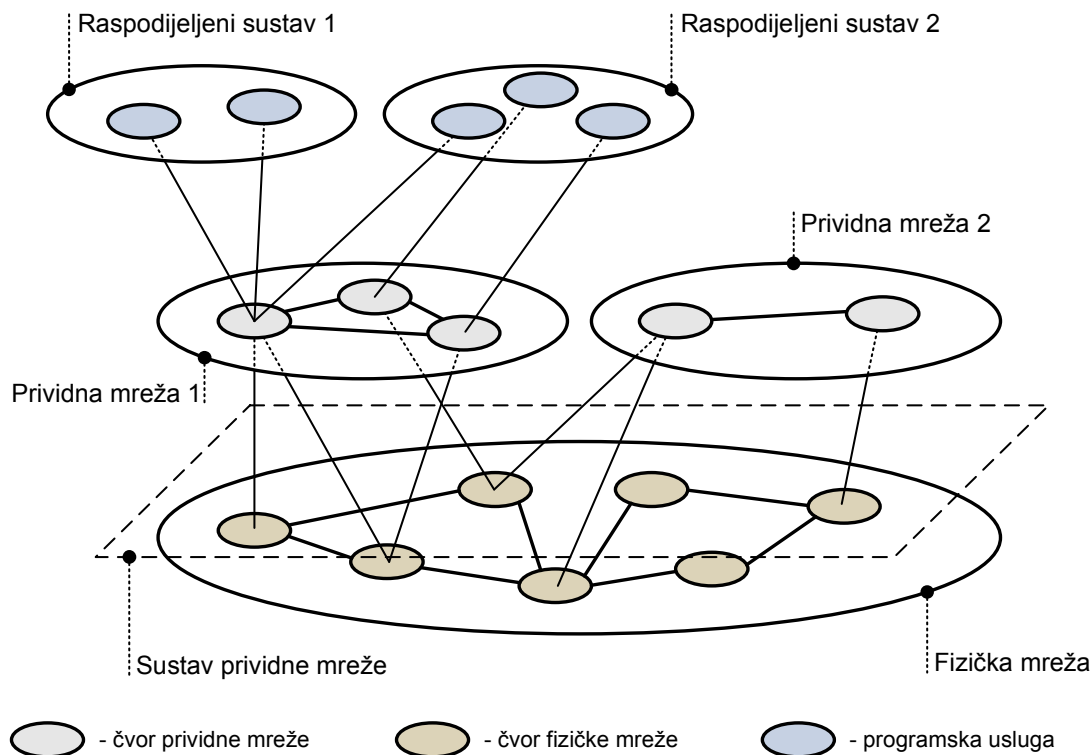 Raspodijeljeni sustav 1
Raspodijeljeni sustav 2
Prividna mreža 2
Prividna mreža 1
Sustav prividne mreže
Fizička mreža
- čvor prividne mreže
- čvor fizičke mreže
- programska usluga